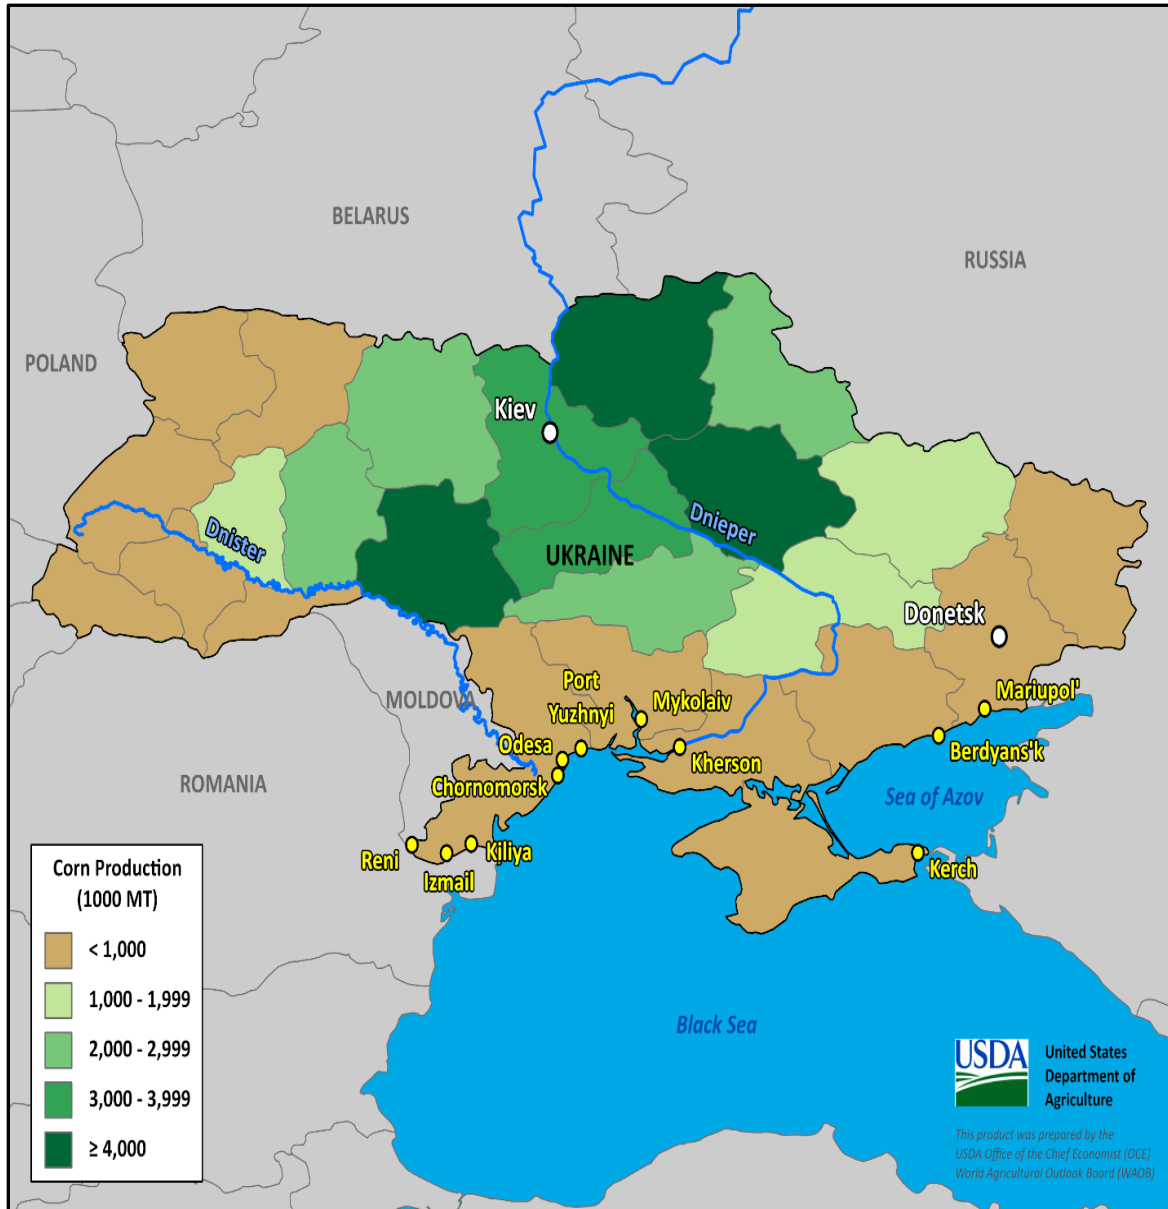 BELARUS
RUSSIA
POLAND
Kiev
Dnister
Dnieper
UKRAINE
Donetsk
MOLDOVA
Port
Yuzhnyi
Mykolaiv
Mariupol'
Odesa
Kherson
Berdyans'k
Chornomorsk
ROMANIA
Sea of Azov
Reni
Izmail
Kiliya
Kerch
Black Sea
Corn Production
(1000 MT)
< 1,000
1,000 - 1,999
2,000 - 2,999
3,000 - 3,999
≥ 4,000
USDA
United States
Department of
Agriculture
This product was prepared by the
USDA Office of the Chief Economist (OCE)
World Agricultural Outlook Board (WAOB)